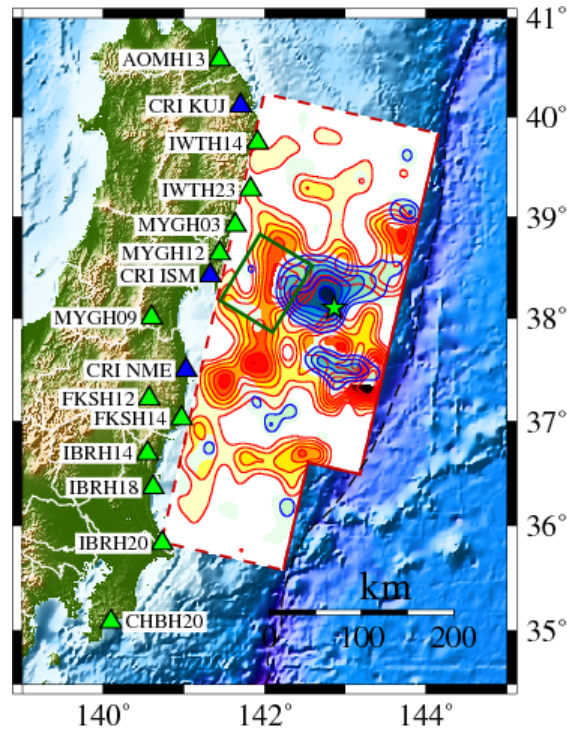 41°
AOMH13
CRI KUJ
40°
IWTH14
IWTH23
MYGH03
39°
MYGH12
CRI ISM
MYGH09
38°
CRI NME
FKSH12
FKSH14
37°
IBRH14
IBRH18
36°
IBRH20
km
0 100 200
CHBH20
35°
140° 142° 144°